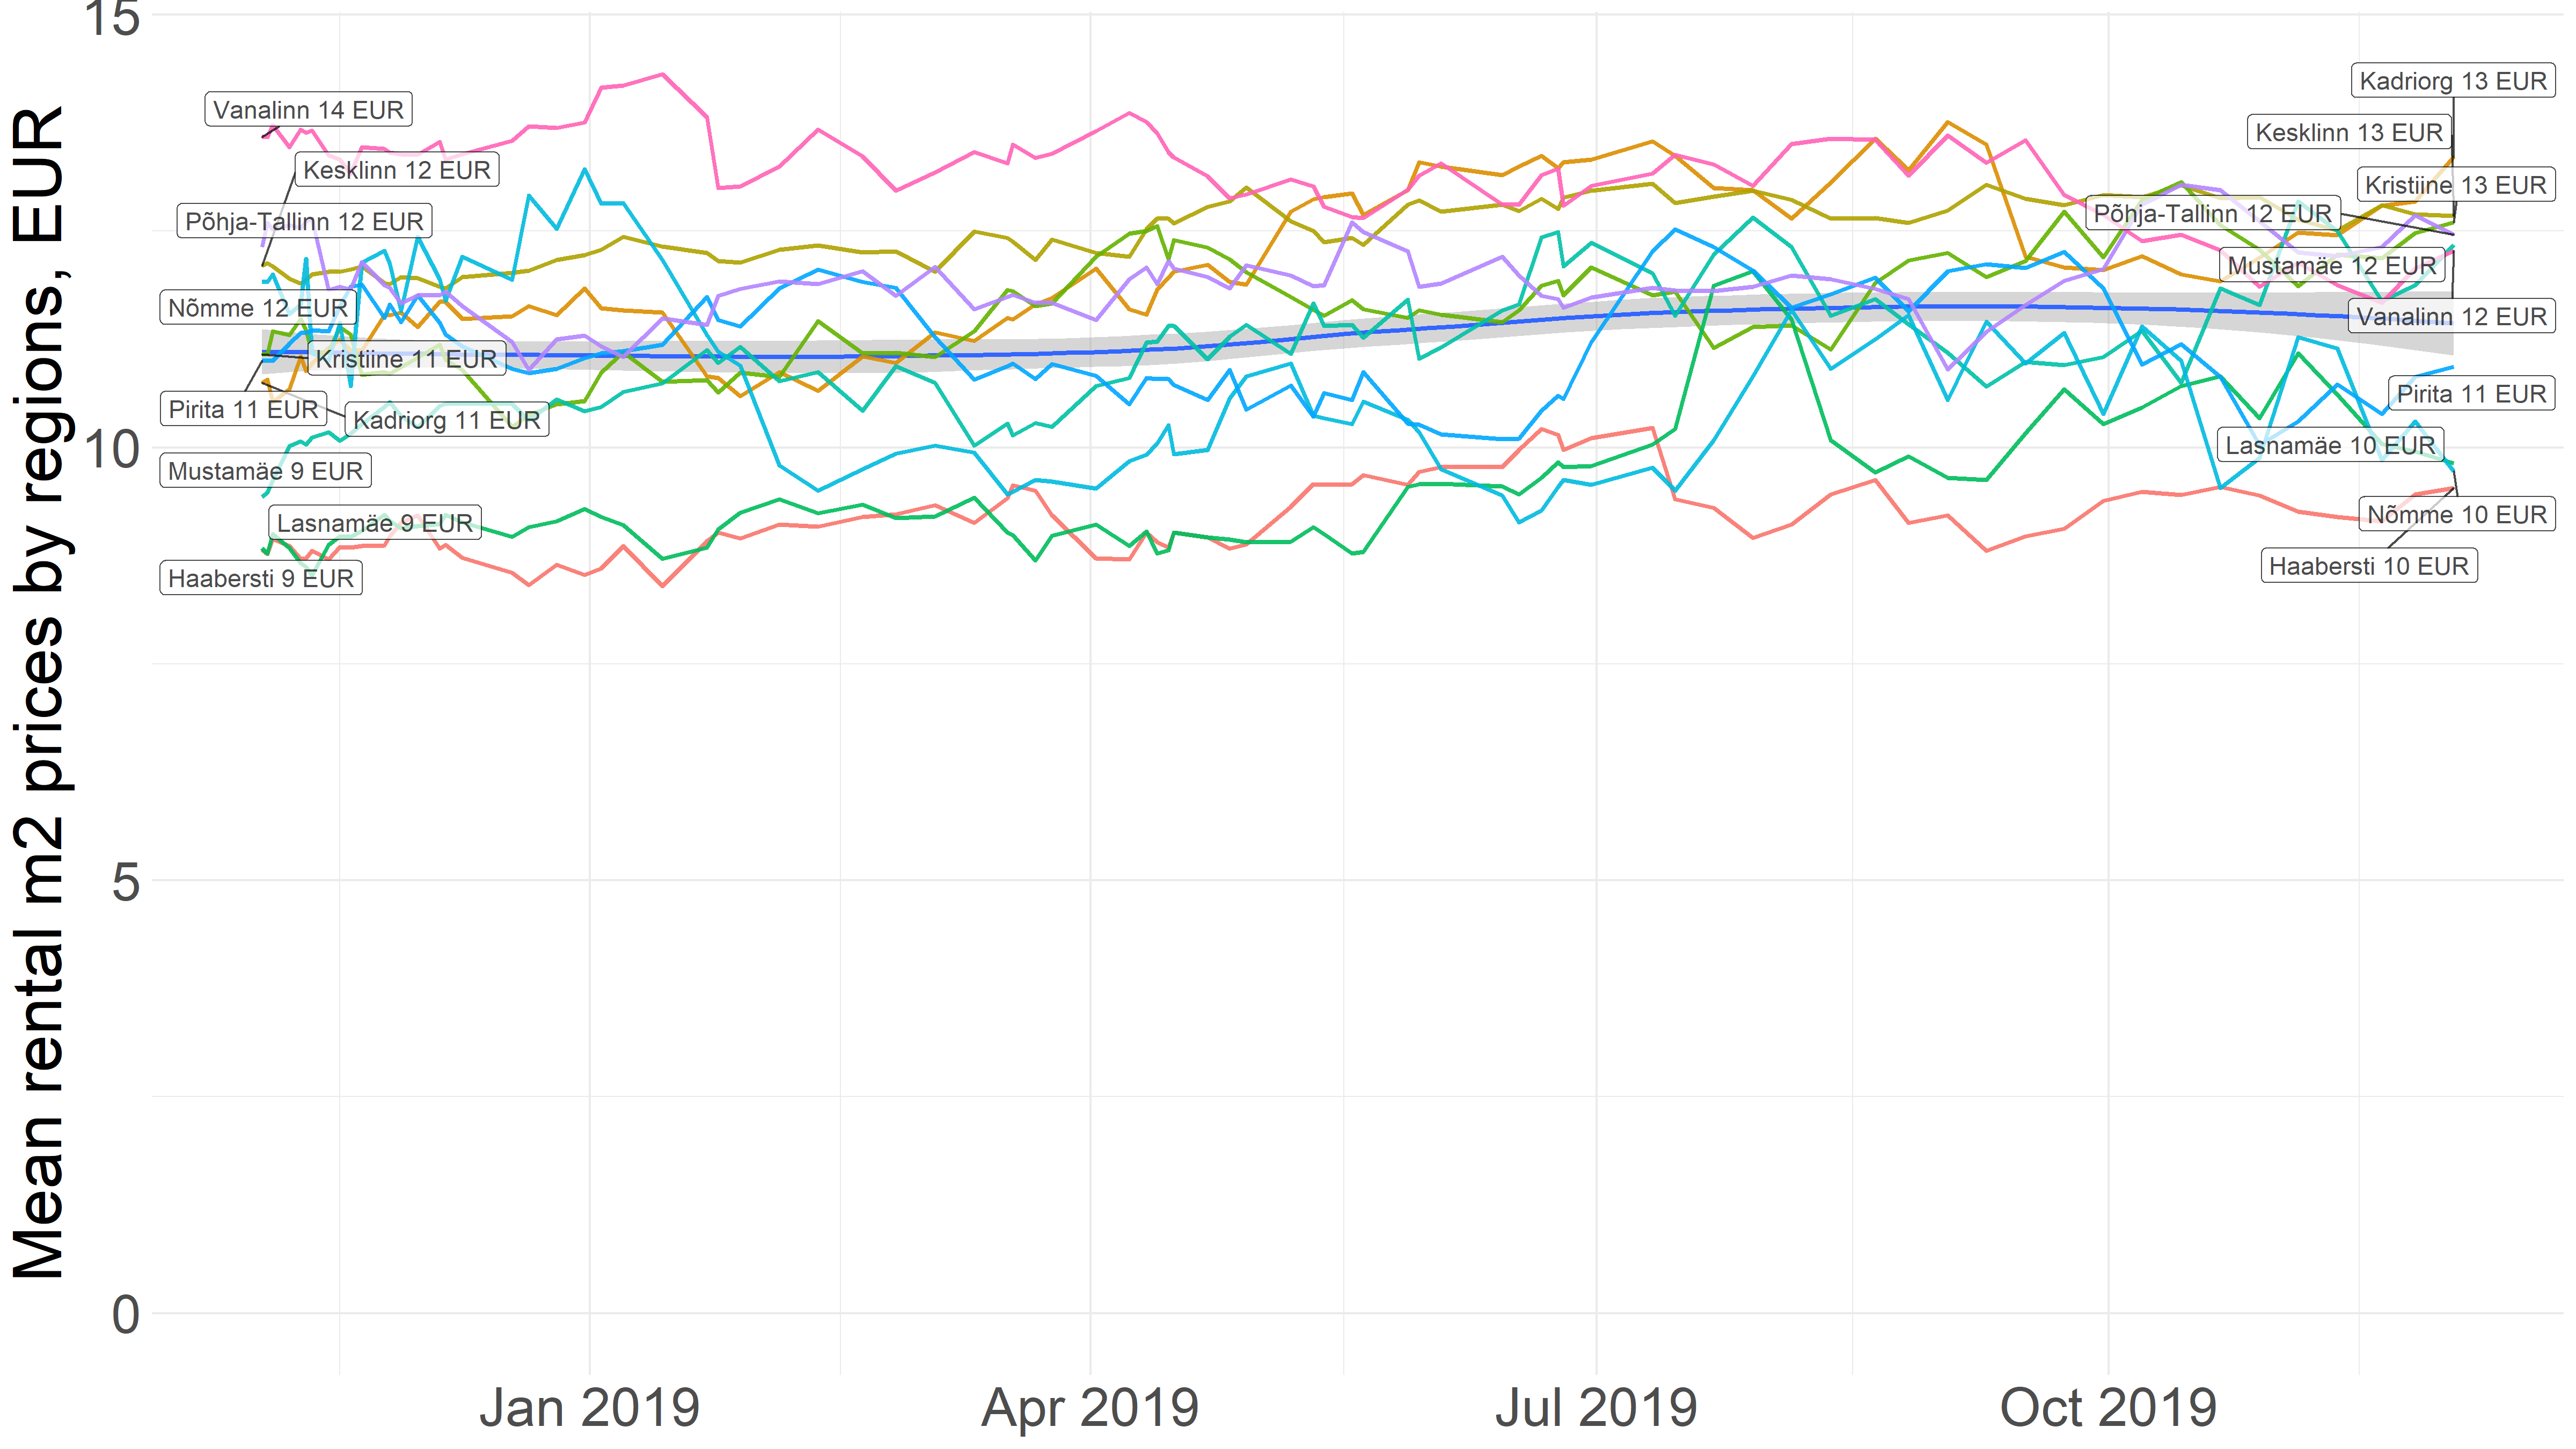 Mean rental m2 prices by regions, EUR
15
10
5
0
Vanalinn 14 EUR
Kesklinn 12 EUR
Põhja-Tallinn 12 EUR
Nõmme 12 EUR
Kristiine 11 EUR
Pirita 11 EUR
Kadriorg 11 EUR
Mustamäe 9 EUR
Lasnamäe 9 EUR
Haabersti 9 EUR
Kadriorg 13 EUR
Kesklinn 13 EUR
Kristiine 13 EUR
Põhja-Tallinn 12 EUR
Mustamäe 12 EUR
Vanalinn 12 EUR
Pirita 11 EUR
Lasnamäe 10 EUR
Nõmme 10 EUR
Haabersti 10 EUR
Jan 2019
Apr 2019
Jul 2019
Oct 2019